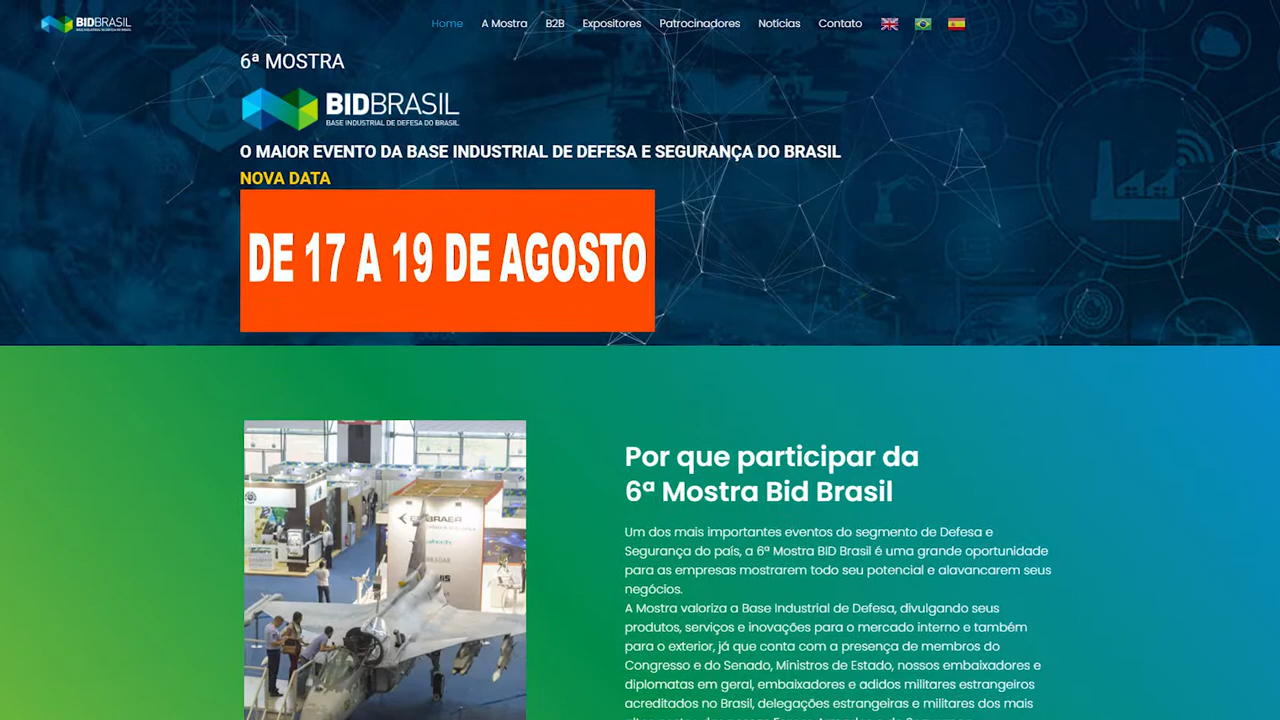 BIDBRASIL
BASE INDUSTRIAL DE DEFESA DO BRASIL
Home A Mostra B2B Expositores Patrocinadores Notícias Contato
6ª MOSTRA
BIDBRASIL
BASE INDUSTRIAL DE DEFESA DO BRASIL
O MAIOR EVENTO DA BASE INDUSTRIAL DE DEFESA E SEGURANÇA DO BRASIL
NOVA DATA
DE 17 A 19 DE AGOSTO
EMBRAER
Por que participar da
6ª Mostra Bid Brasil
Um dos mais importantes eventos do segmento de Defesa e
Segurança do país, a 6ª Mostra BID Brasil é uma grande oportunidade
para as empresas mostrarem todo seu potencial e alavancarem seus
negócios.
A Mostra valoriza a Base Industrial de Defesa, divulgando seus
produtos, serviços e inovações para o mercado interno e também
para o exterior, já que conta com a presença de membros do
Congresso e do Senado, Ministros de Estado, nossos embaixadores e
diplomatas em geral, embaixadores e adidos militares estrangeiros
acreditados no Brasil, delegações estrangeiras e militares dos mais